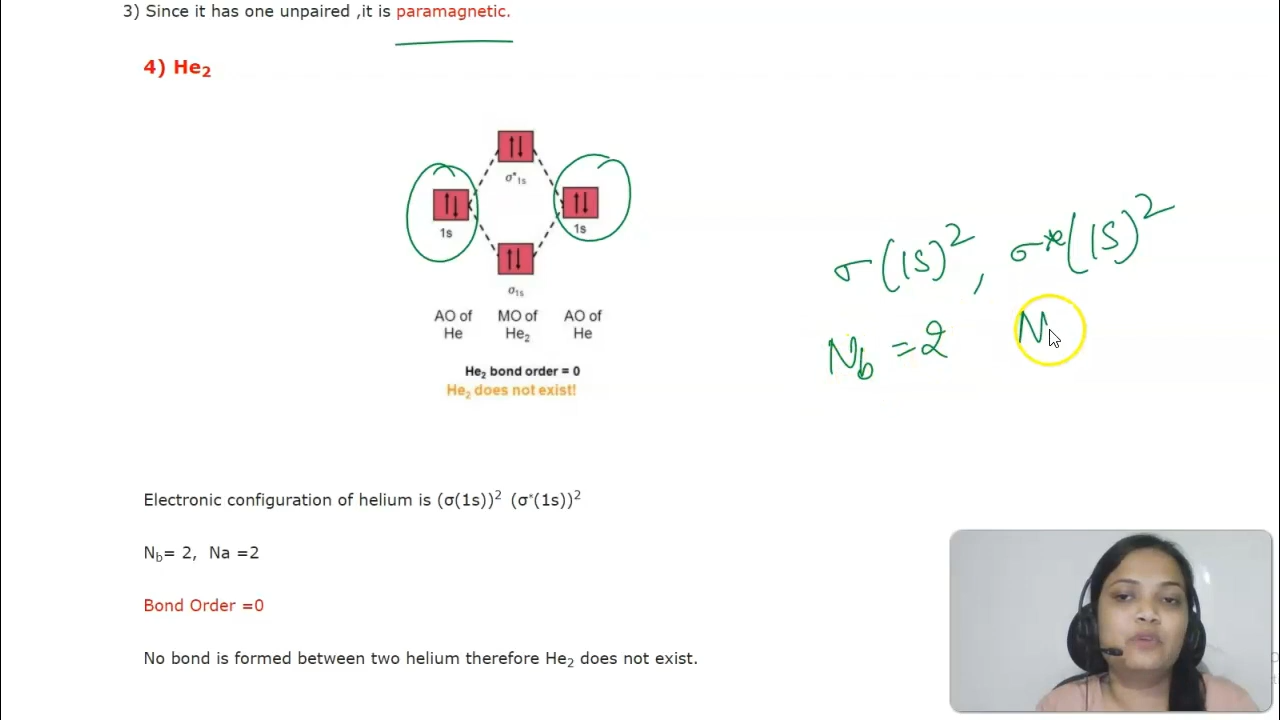 3) Since it has one unpaired ,it is paramagnetic.
4) He₂
σ*1s
1s
1s
σ1s
AO of MO of AO of
He He₂ He
He₂ bond order = 0
He₂ does not exist!
σ(1S)², σ*(1S)²
N_b = 2 N
Electronic configuration of helium is (σ(1s))² (σ*(1s))²
N_b= 2, Na =2
Bond Order =0
No bond is formed between two helium therefore He₂ does not exist.